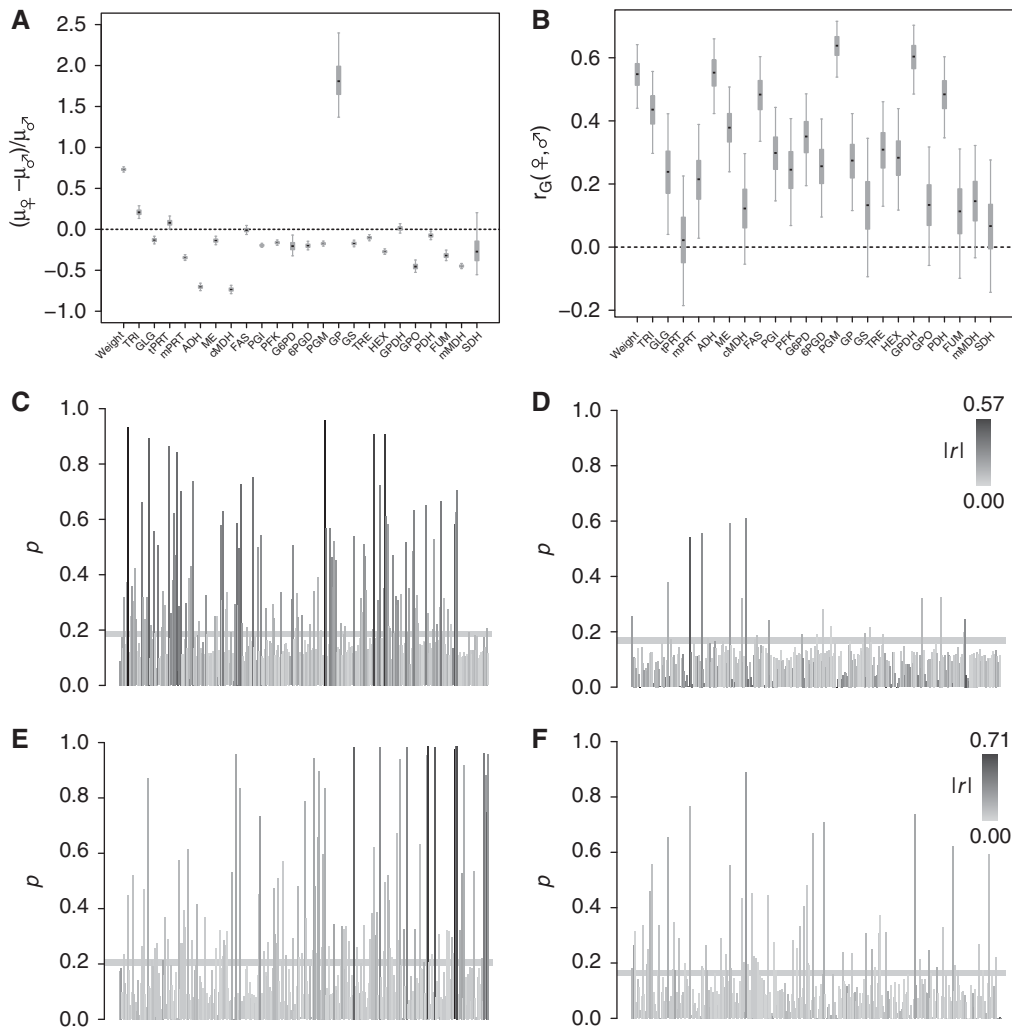 A
(μ♀ –μ♂)/μ♂
2.5
2.0
1.5
1.0
0.5
0.0
−0.5
−1.0
Weight TRI GLG tPRT mPRT ADH ME cMDH FAS PGI PFK G6PD 6PGD PGM GP GS TRE HEX GPDH GPO PDH FUM mMDH SDH
B
rG(♀,♂)
0.6
0.4
0.2
0.0
−0.2
Weight TRI GLG tPRT mPRT ADH ME cMDH FAS PGI PFK G6PD 6PGD PGM GP GS TRE HEX GPDH GPO PDH FUM mMDH SDH
C
p
1.0
0.8
0.6
0.4
0.2
0.0
D
p
1.0
0.8
0.6
0.4
0.2
0.0
0.57
|r|
0.00
E
p
1.0
0.8
0.6
0.4
0.2
0.0
F
p
1.0
0.8
0.6
0.4
0.2
0.0
0.71
|r|
0.00